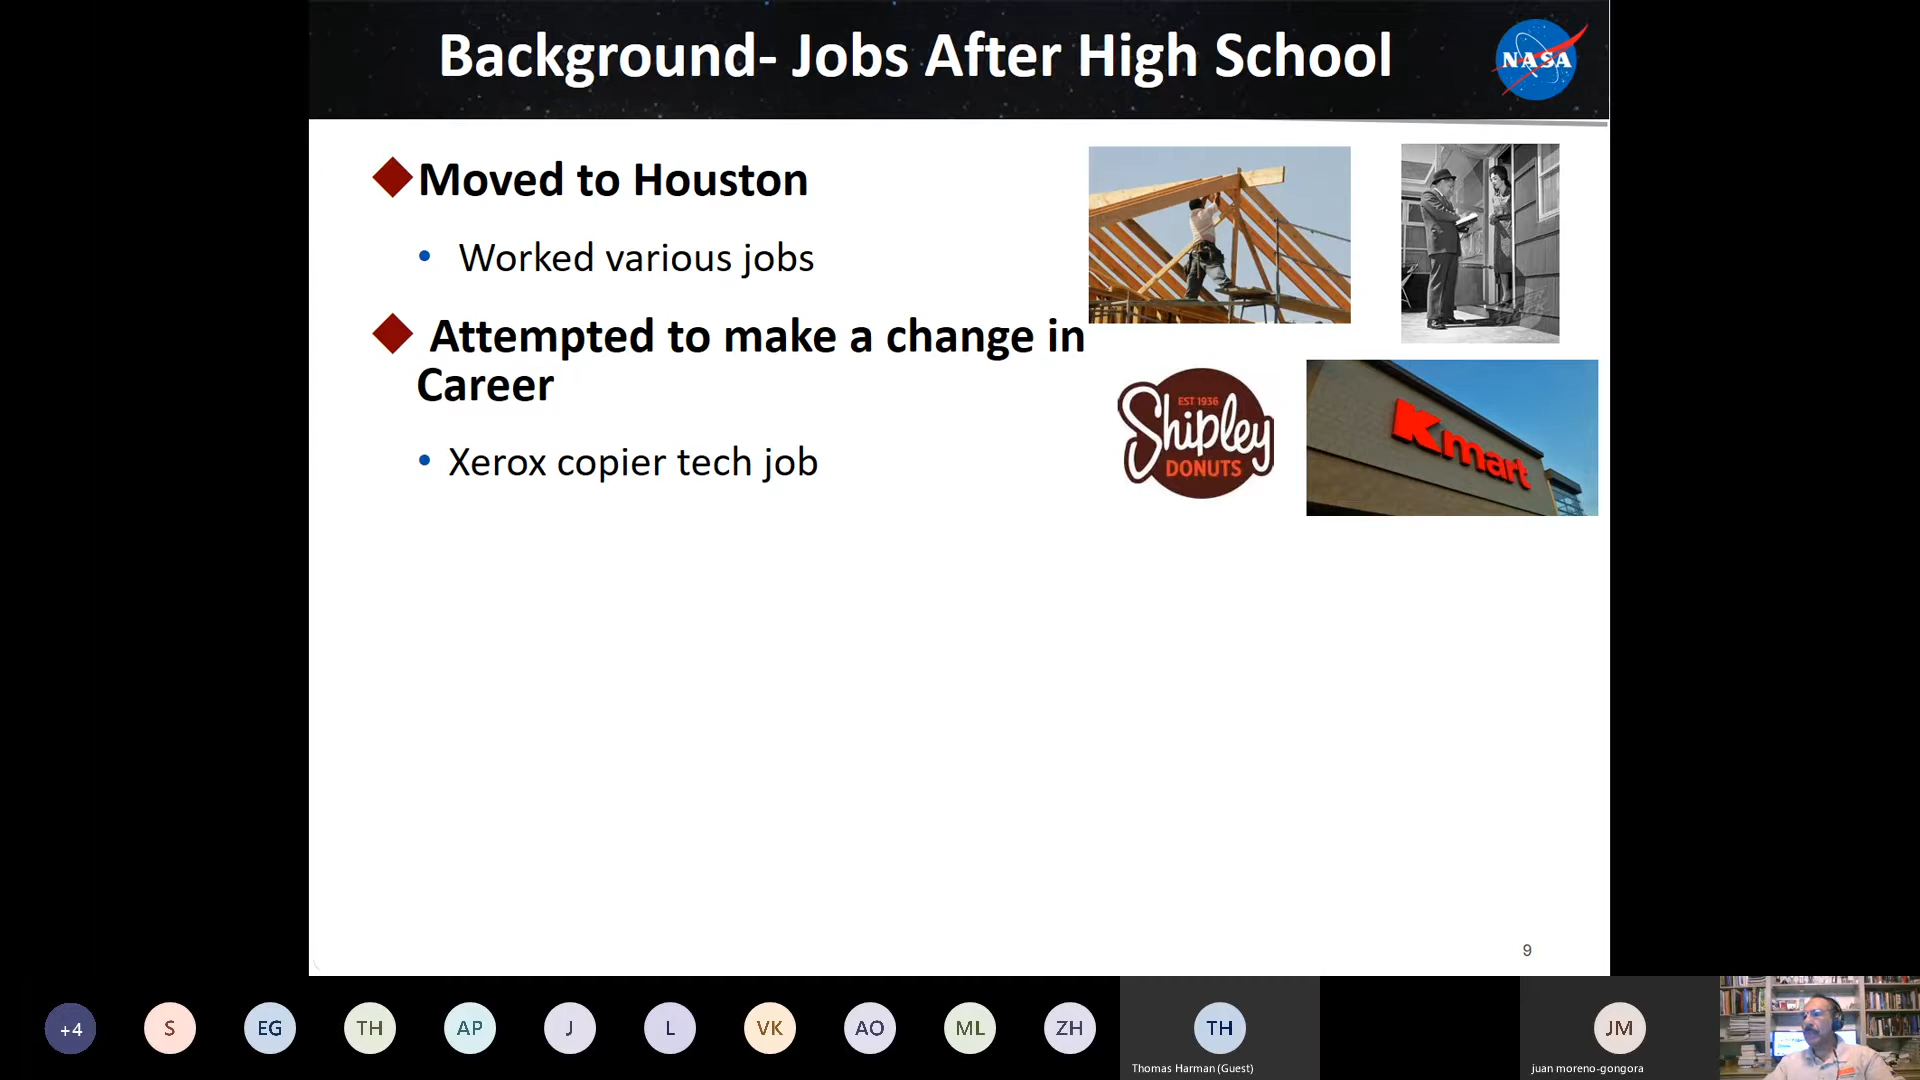 Background- Jobs After High School
NASA
Moved to Houston
Worked various jobs
Attempted to make a change in
Career
Xerox copier tech job
EST 1936
Shipley
DONUTS
Kmart
9
+4
S
EG
TH
AP
J
L
VK
AO
ML
ZH
TH
Thomas Harman (Guest)
JM
juan moreno-gongora